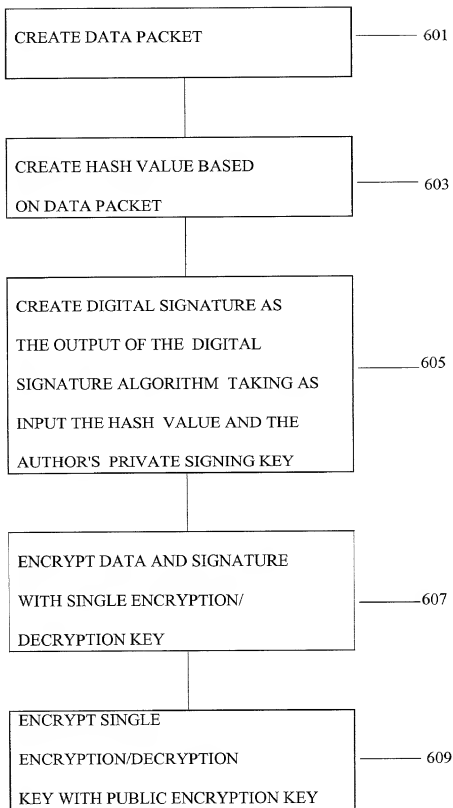 CREATE DATA PACKET
601
CREATE HASH VALUE BASED
ON DATA PACKET
603
CREATE DIGITAL SIGNATURE AS
THE OUTPUT OF THE DIGITAL
SIGNATURE ALGORITHM TAKING AS
INPUT THE HASH VALUE AND THE
AUTHOR'S PRIVATE SIGNING KEY
605
ENCRYPT DATA AND SIGNATURE
WITH SINGLE ENCRYPTION/
DECRYPTION KEY
607
ENCRYPT SINGLE
ENCRYPTION/DECRYPTION
KEY WITH PUBLIC ENCRYPTION KEY
609